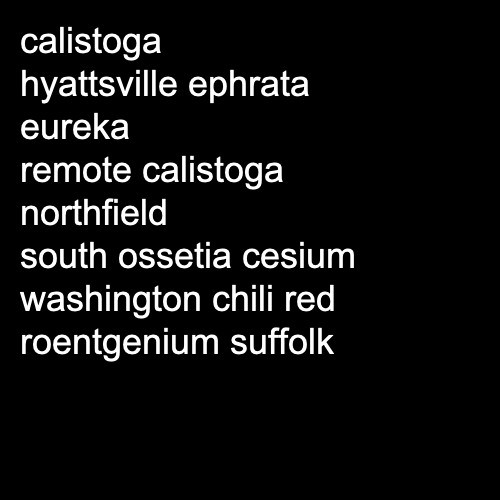 calistoga
hyattsville ephrata
eureka
remote calistoga
northfield
south ossetia cesium
washington chili red
roentgenium suffolk